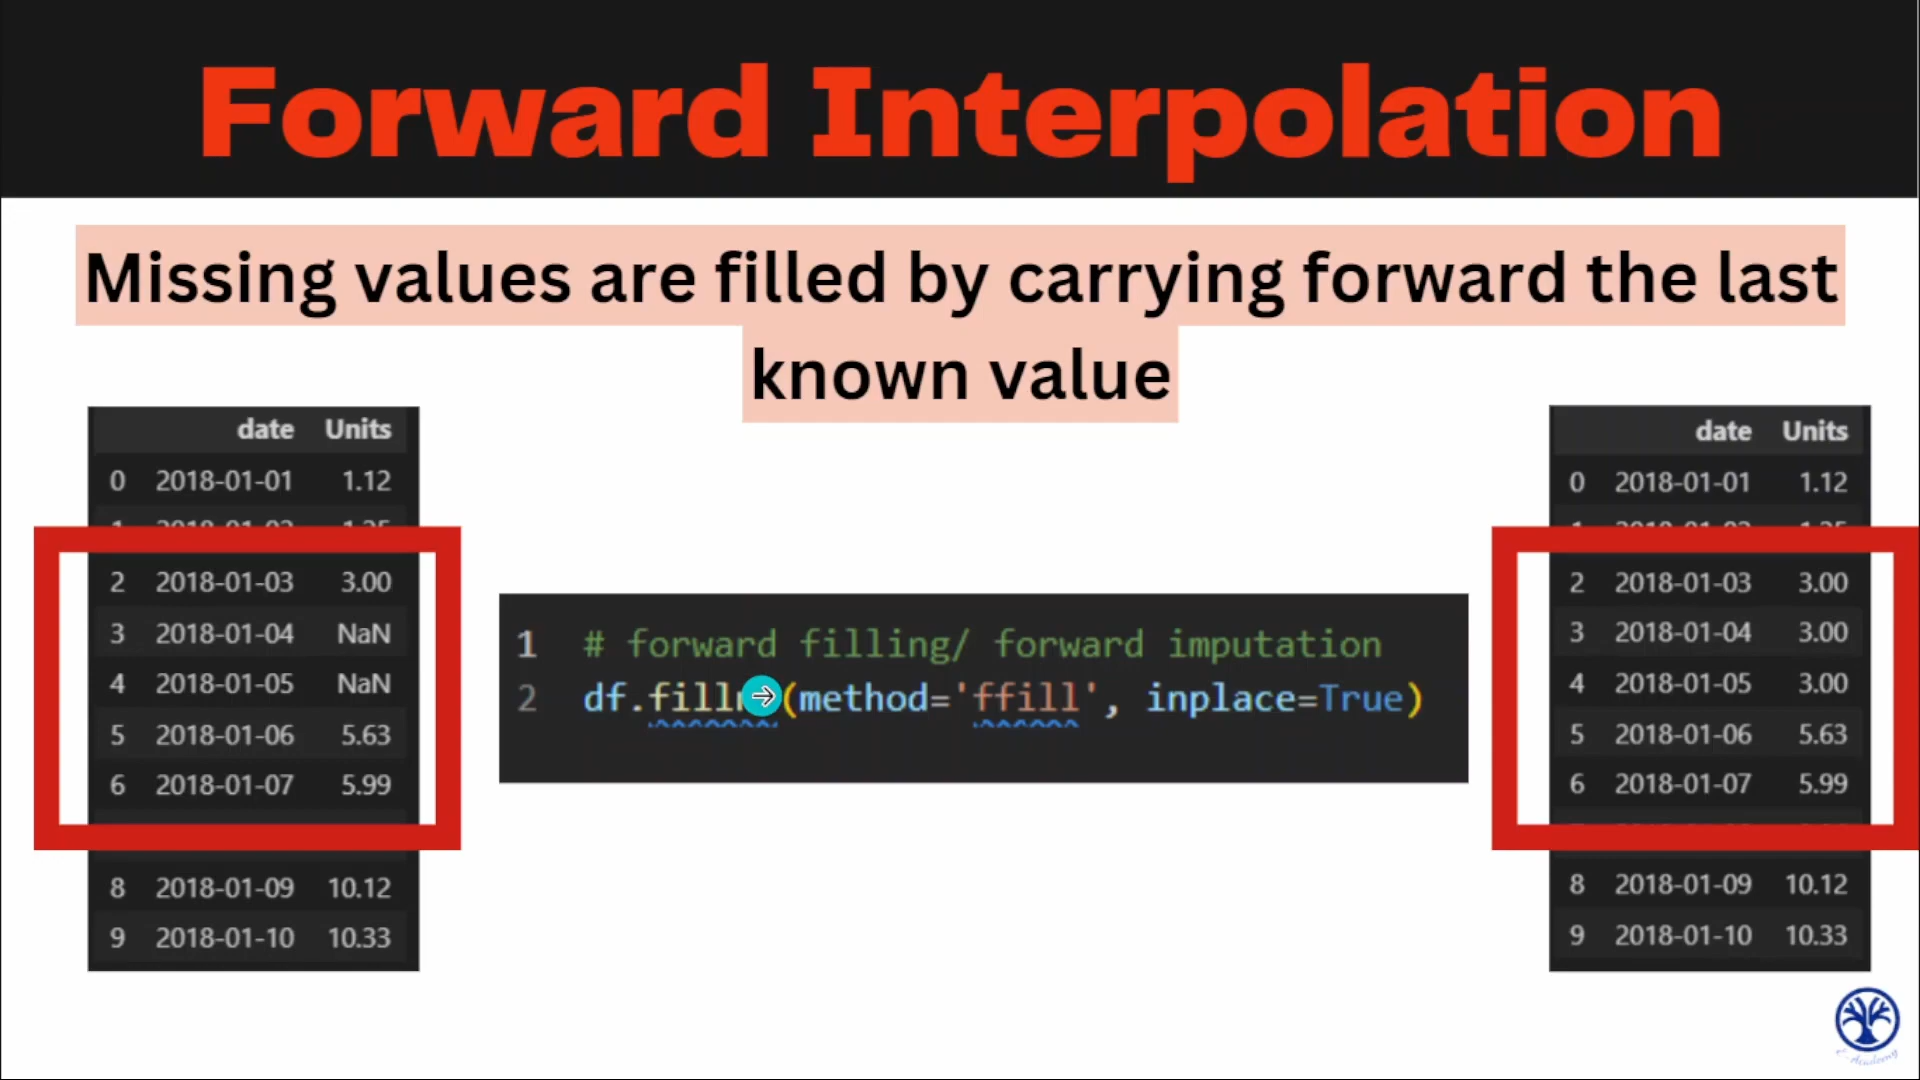 Forward Interpolation
Missing values are filled by carrying forward the last
known value
date Units
0 2018-01-01 1.12
2 2018-01-03 3.00
3 2018-01-04 NaN
4 2018-01-05 NaN
5 2018-01-06 5.63
6 2018-01-07 5.99
8 2018-01-09 10.12
9 2018-01-10 10.33
1 # forward filling/ forward imputation
2 (method='ffill', inplace=True)
date Units
0 2018-01-01 1.12
2 2018-01-03 3.00
3 2018-01-04 3.00
4 2018-01-05 3.00
5 2018-01-06 5.63
6 2018-01-07 5.99
8 2018-01-09 10.12
9 2018-01-10 10.33